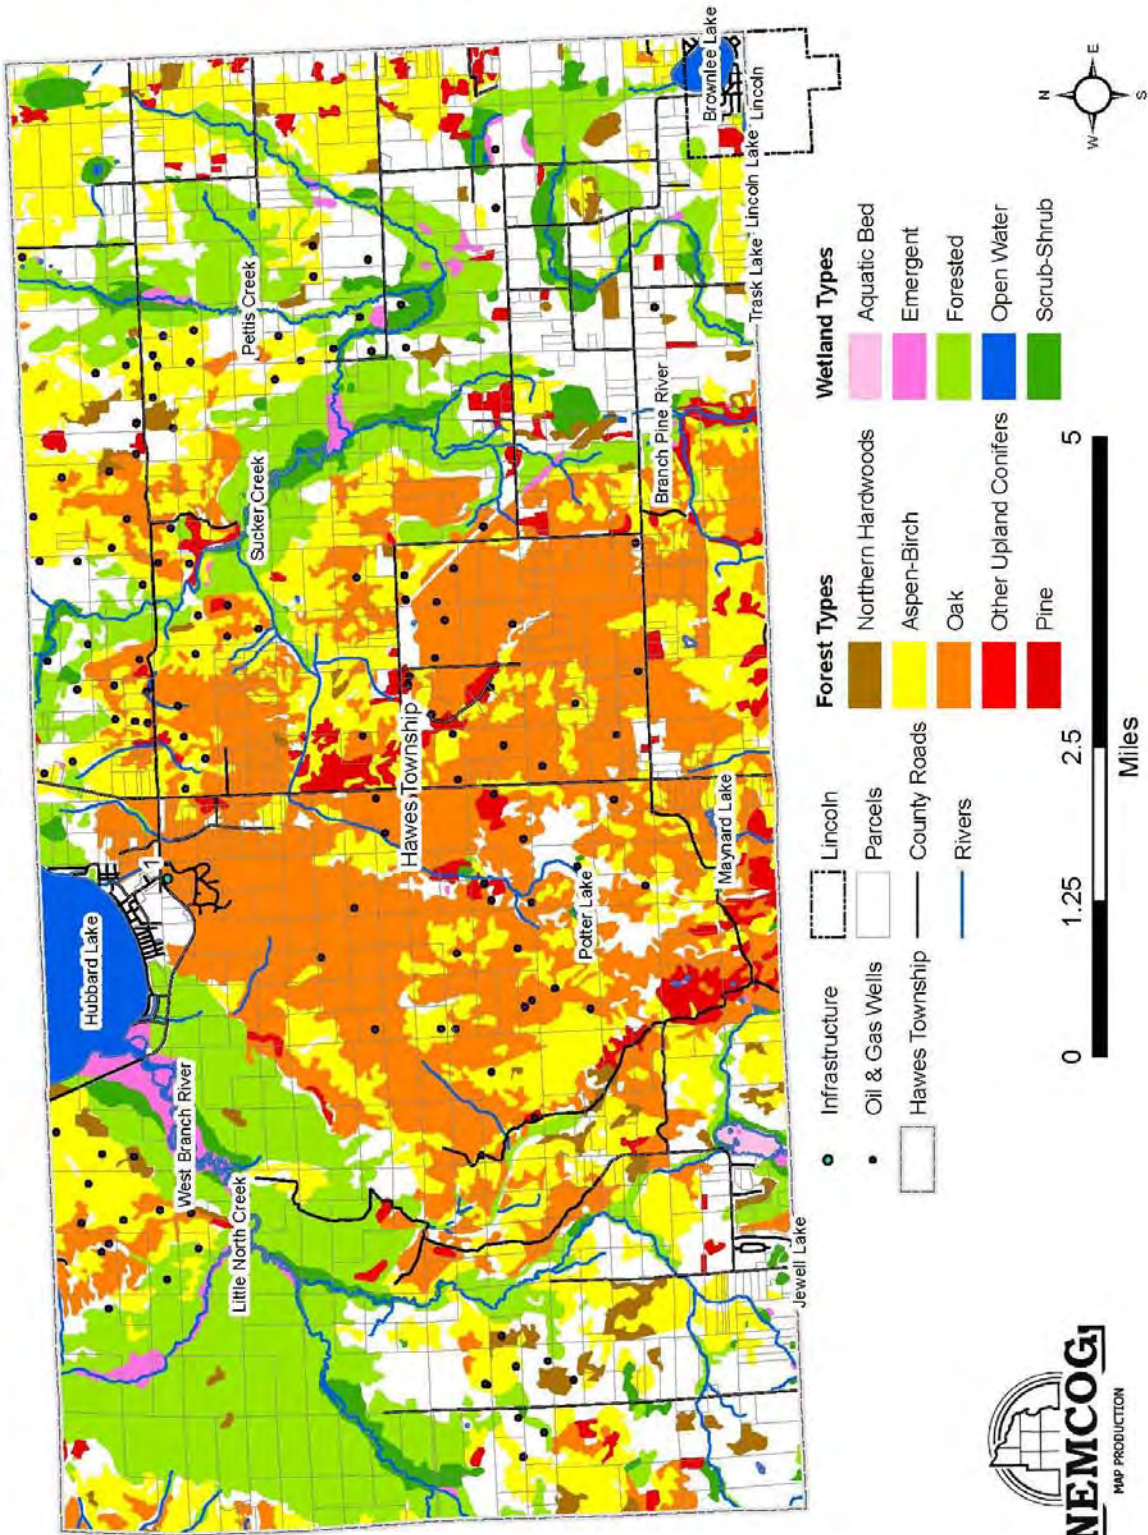 Hubbard Lake
1
West Branch River
Little North Creek
Sucker Creek
Pettis Creek
Hawes Township
Potter Lake
Maynard Lake
Jewell Lake
Branch Pine River
Trask Lake
Lincoln Lake
Lincoln
Brownlee Lake
Infrastructure
Oil & Gas Wells
Hawes Township
Lincoln
Parcels
County Roads
Rivers
Forest Types
Northern Hardwoods
Aspen-Birch
Oak
Other Upland Conifers
Pine
Wetland Types
Aquatic Bed
Emergent
Forested
Open Water
Scrub-Shrub
0 1.25 2.5 5
Miles
N
W E
S
NEMCOG
MAP PRODUCTION